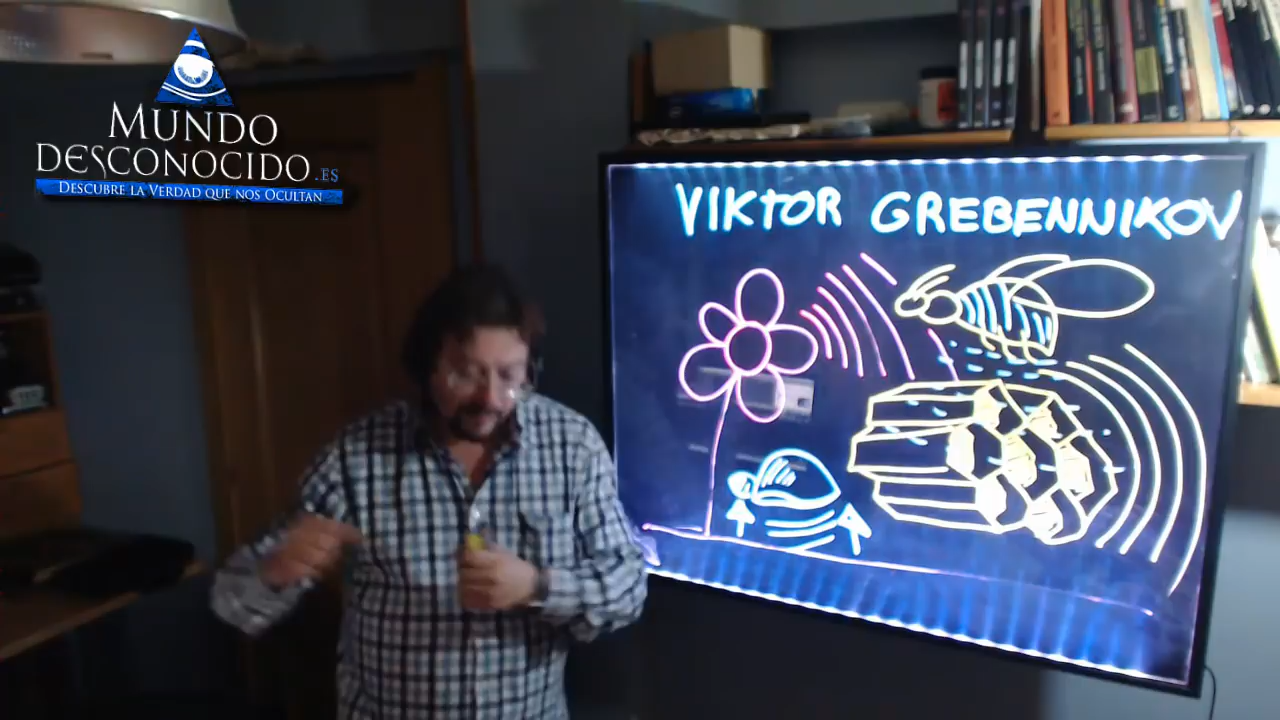 MUNDO
DESCONOCIDO.ES
DESCUBRE LA VERDAD QUE NOS OCULTAN
VIKTOR GREBENNIKOV